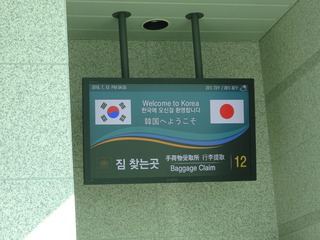 Welcome to Korea
한국에 오신걸 환영합니다
韓国へようこそ
짐 찾는곳
手荷物受取所 行李提取
Baggage Claim
12